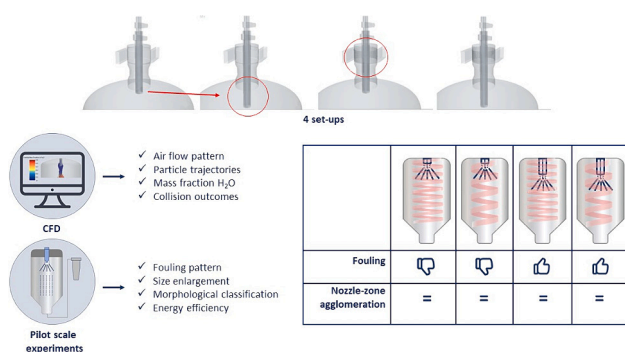 4 set-ups
✓ Air flow pattern
✓ Particle trajectories
✓ Mass fraction H₂O
✓ Collision outcomes
CFD
✓ Fouling pattern
✓ Size enlargement
✓ Morphological classification
✓ Energy efficiency
Pilot scale
experiments
Fouling
Nozzle-zone
agglomeration
= = = =